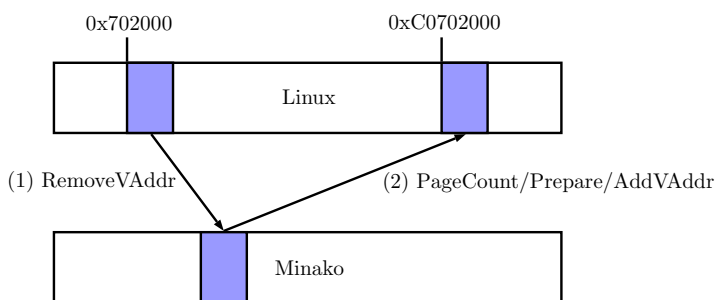 0x702000
0xC0702000
Linux
(1) RemoveVAddr
(2) PageCount/Prepare/AddVAddr
Minako